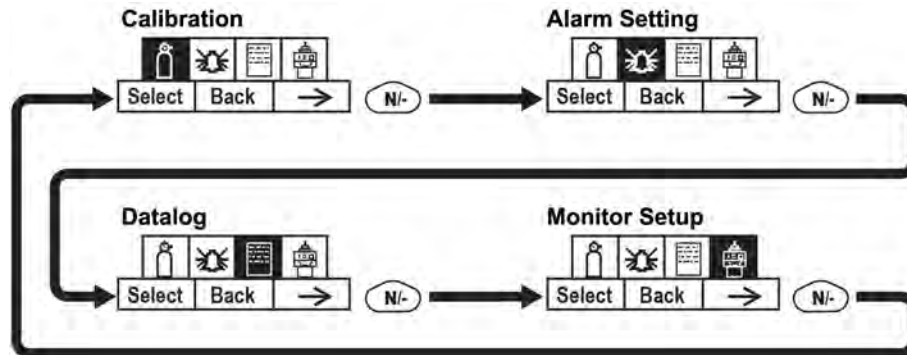 Calibration
Alarm Setting
Select Back → N/-
Select Back → N/-
Datalog
Monitor Setup
Select Back → N/-
Select Back → N/-